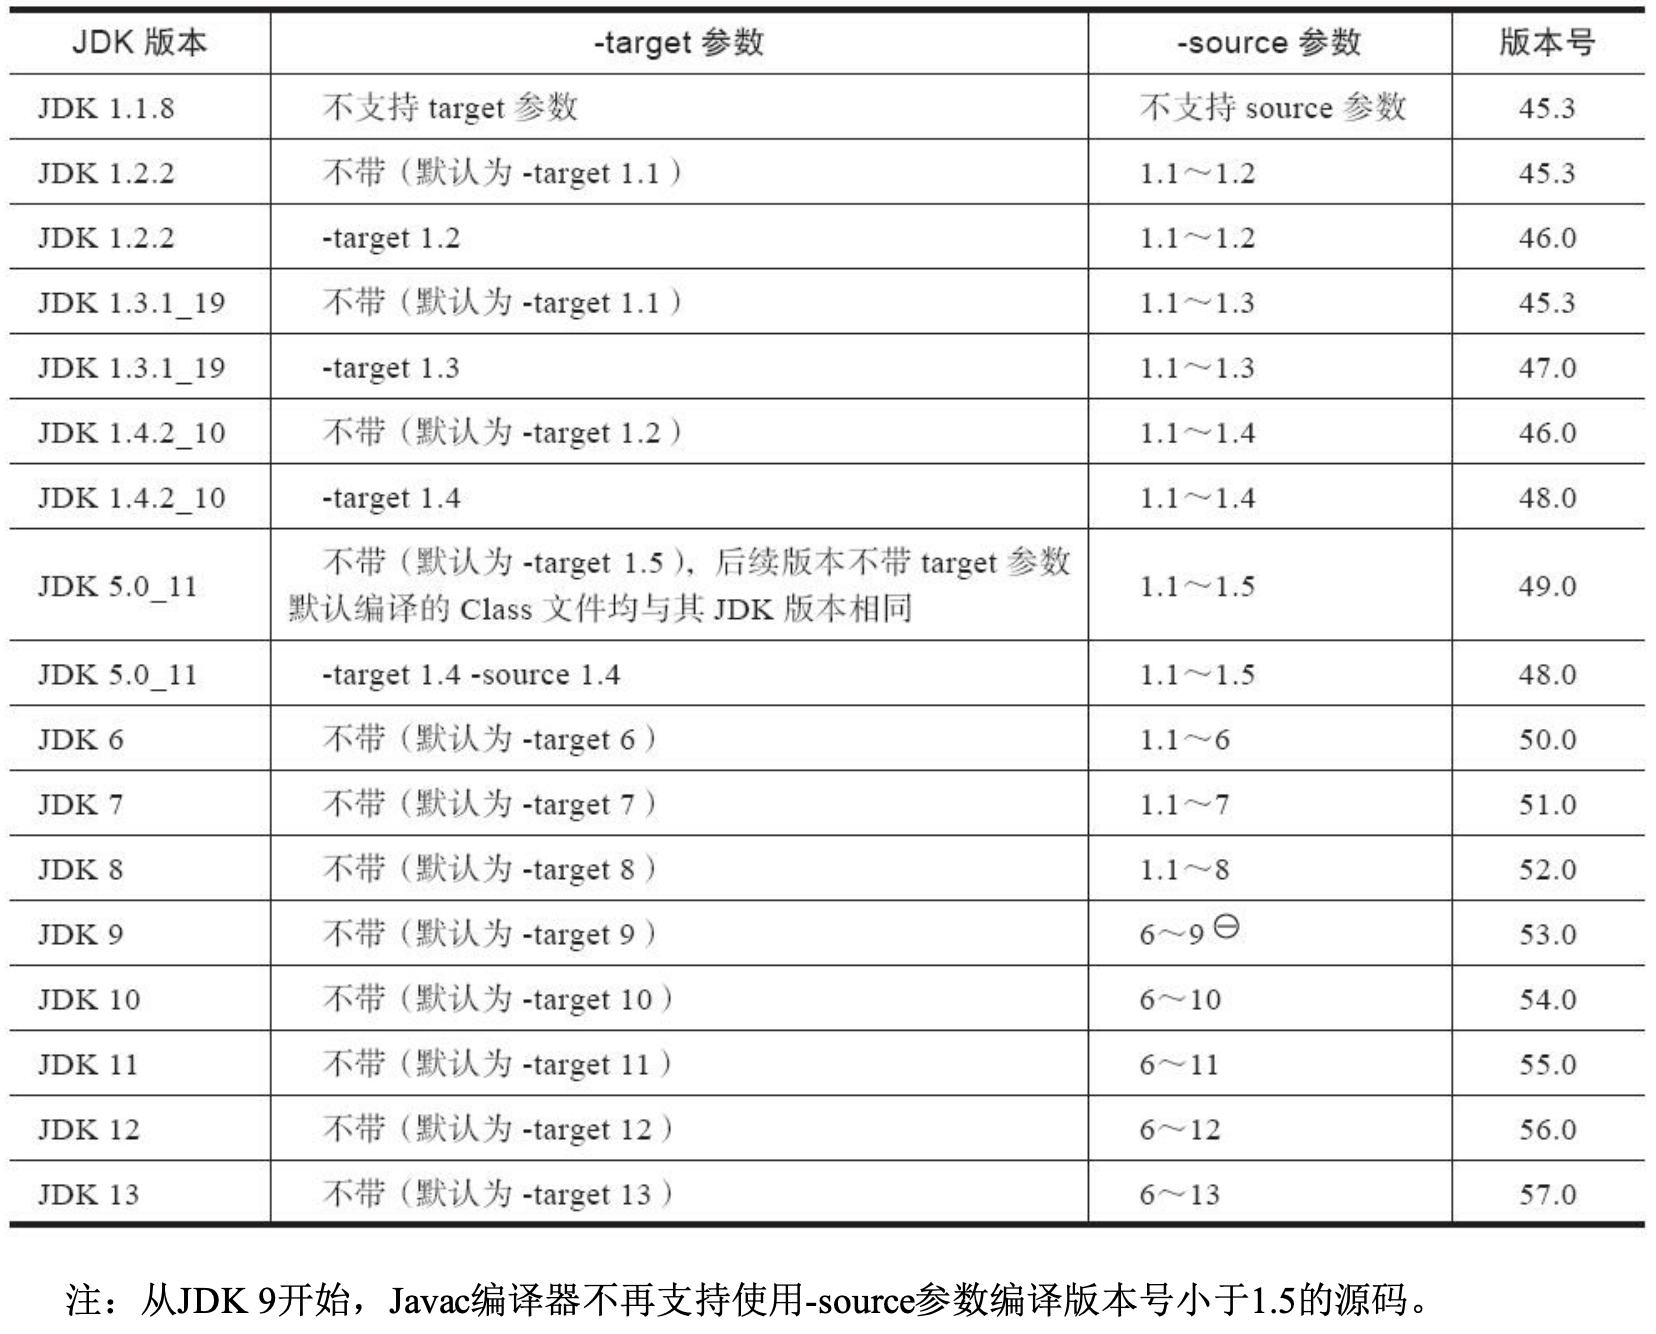 JDK 版本 -target 参数 -source 参数 版本号
JDK 1.1.8 不支持 target 参数 不支持 source 参数 45.3
JDK 1.2.2 不带（默认为 -target 1.1） 1.1～1.2 45.3
JDK 1.2.2 -target 1.2 1.1～1.2 46.0
JDK 1.3.1_19 不带（默认为 -target 1.1） 1.1～1.3 45.3
JDK 1.3.1_19 -target 1.3 1.1～1.3 47.0
JDK 1.4.2_10 不带（默认为 -target 1.2） 1.1～1.4 46.0
JDK 1.4.2_10 -target 1.4 1.1～1.4 48.0
JDK 5.0_11 不带（默认为 -target 1.5），后续版本不带 target 参数
默认编译的 Class 文件均与其 JDK 版本相同 1.1～1.5 49.0
JDK 5.0_11 -target 1.4 -source 1.4 1.1～1.5 48.0
JDK 6 不带（默认为 -target 6） 1.1～6 50.0
JDK 7 不带（默认为 -target 7） 1.1～7 51.0
JDK 8 不带（默认为 -target 8） 1.1～8 52.0
JDK 9 不带（默认为 -target 9） 6～9 ⊖ 53.0
JDK 10 不带（默认为 -target 10） 6～10 54.0
JDK 11 不带（默认为 -target 11） 6～11 55.0
JDK 12 不带（默认为 -target 12） 6～12 56.0
JDK 13 不带（默认为 -target 13） 6～13 57.0
注：从JDK 9开始，Javac编译器不再支持使用-source参数编译版本号小于1.5的源码。